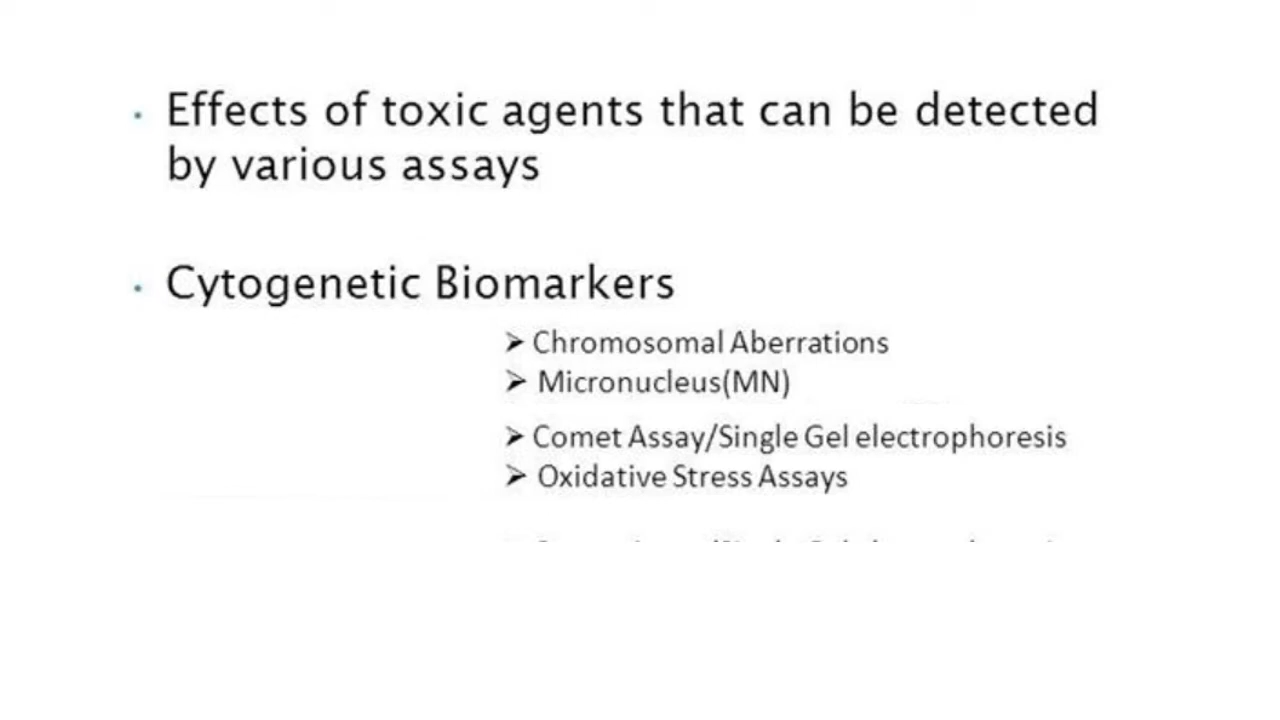 • Effects of toxic agents that can be detected
by various assays
• Cytogenetic Biomarkers
➤ Chromosomal Aberrations
➤ Micronucleus(MN)
➤ Comet Assay/Single Gel electrophoresis
➤ Oxidative Stress Assays